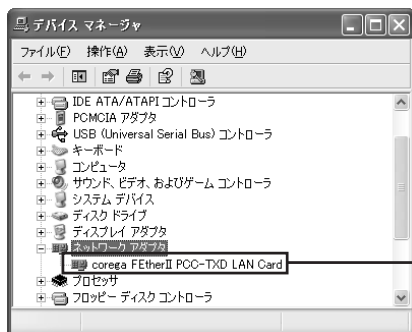 デバイス マネージャ
ファイル(F) 操作(A) 表示(V) ヘルプ(H)
IDE ATA/ATAPI コントローラ
PCMCIA アダプタ
USB (Universal Serial Bus) コントローラ
キーボード
コンピュータ
サウンド、ビデオ、およびゲーム コントローラ
システム デバイス
ディスク ドライブ
ディスプレイ アダプタ
ネットワーク アダプタ
corega FEtherII PCC-TXD LAN Card
プロセッサ
フロッピー ディスク コントローラ